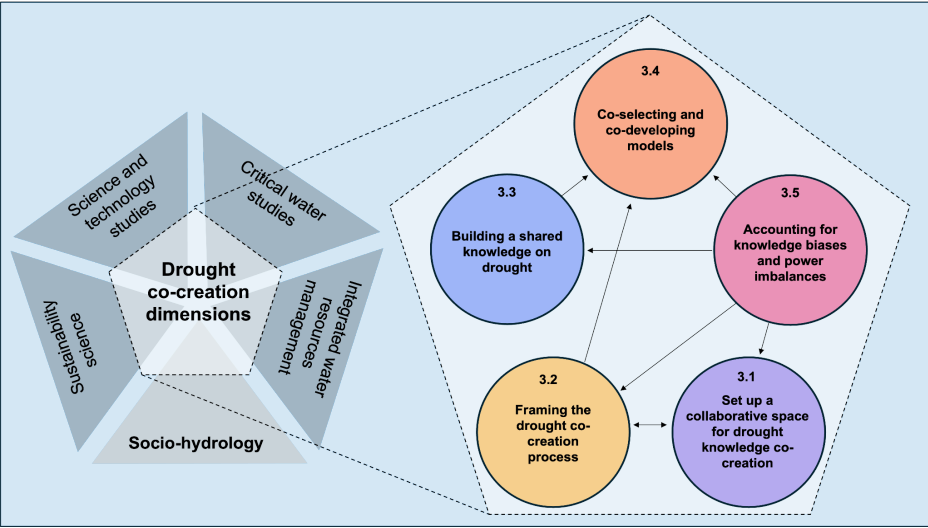 Science and
technology
studies
Critical water
studies
Drought
co-creation
dimensions
Sustainability
science
Integrated water
resources
management
Socio-hydrology
3.4
Co-selecting and
co-developing
models
3.3
Building a shared
knowledge on
drought
3.5
Accounting for
knowledge biases
and power
imbalances
3.2
Framing the
drought co-
creation
process
3.1
Set up a
collaborative space
for drought
knowledge co-
creation